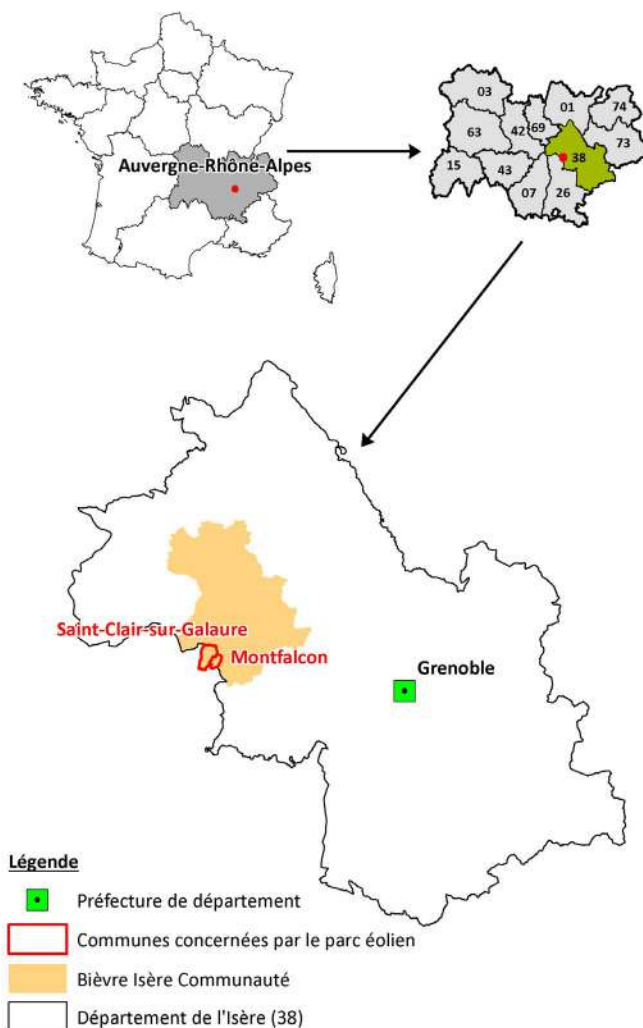 Auvergne-Rhône-Alpes
03
01
74
63
42
69
73
38
15
43
07
26
Saint-Clair-sur-Galaure
Montfalcon
Grenoble
Légende
Préfecture de département
Communes concernées par le parc éolien
Bièvre Isère Communauté
Département de l'Isère (38)